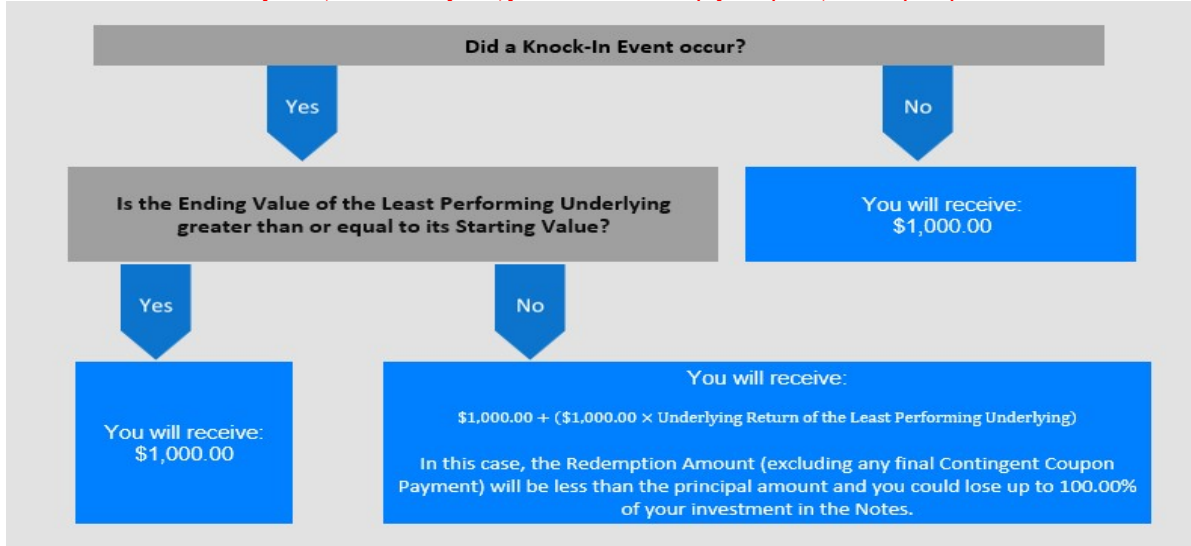 Did a Knock-In Event occur?
Yes
No
Is the Ending Value of the Least Performing Underlying
greater than or equal to its Starting Value?
You will receive:
$1,000.00
Yes
No
You will receive:
$1,000.00
You will receive:
$1,000.00 + ($1,000.00 × Underlying Return of the Least Performing Underlying)
In this case, the Redemption Amount (excluding any final Contingent Coupon
Payment) will be less than the principal amount and you could lose up to 100.00%
of your investment in the Notes.